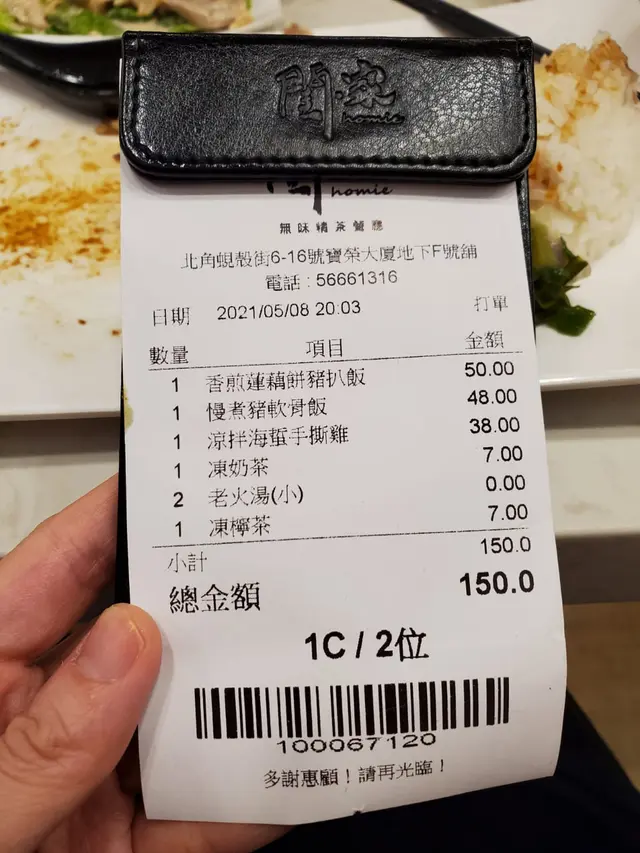 閨·家
homie
homie
無味精茶餐廳
北角蜆殼街6-16號寶榮大廈地下F號舖
電話 : 56661316
日期 2021/05/08 20:03 打單
數量 項目 金額
1 香煎蓮藕餅豬扒飯 50.00
1 慢煮豬軟骨飯 48.00
1 涼拌海蜇手撕雞 38.00
1 凍奶茶 7.00
2 老火湯(小) 0.00
1 凍檸茶 7.00
小計 150.0
總金額 150.0
1C / 2位
100067120
多謝惠顧！請再光臨！